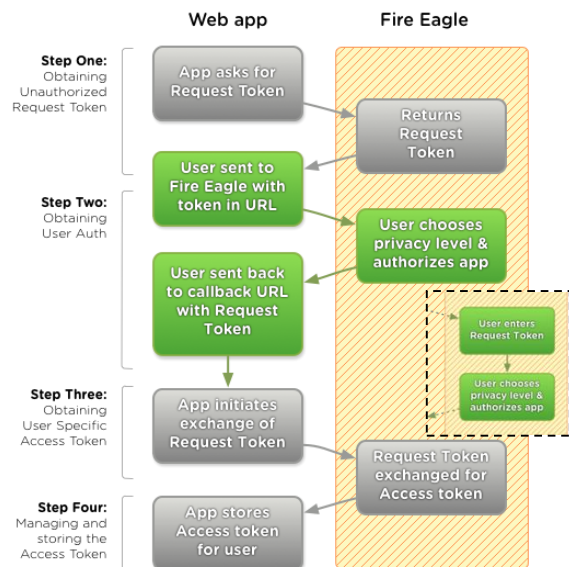 Web app
Fire Eagle
Step One:
Obtaining
Unauthorized
Request Token
App asks for
Request Token
Returns
Request
Token
User sent to
Fire Eagle with
token in URL
Step Two:
Obtaining
User Auth
User chooses
privacy level &
authorizes app
User sent back
to callback URL
with Request
Token
User enters
Request Token
User chooses
privacy level &
authorizes app
Step Three:
Obtaining
User Specific
Access Token
App initiates
exchange of
Request Token
Request Token
exchanged for
Access token
Step Four:
Managing and
storing the
Access Token
App stores
Access token
for user